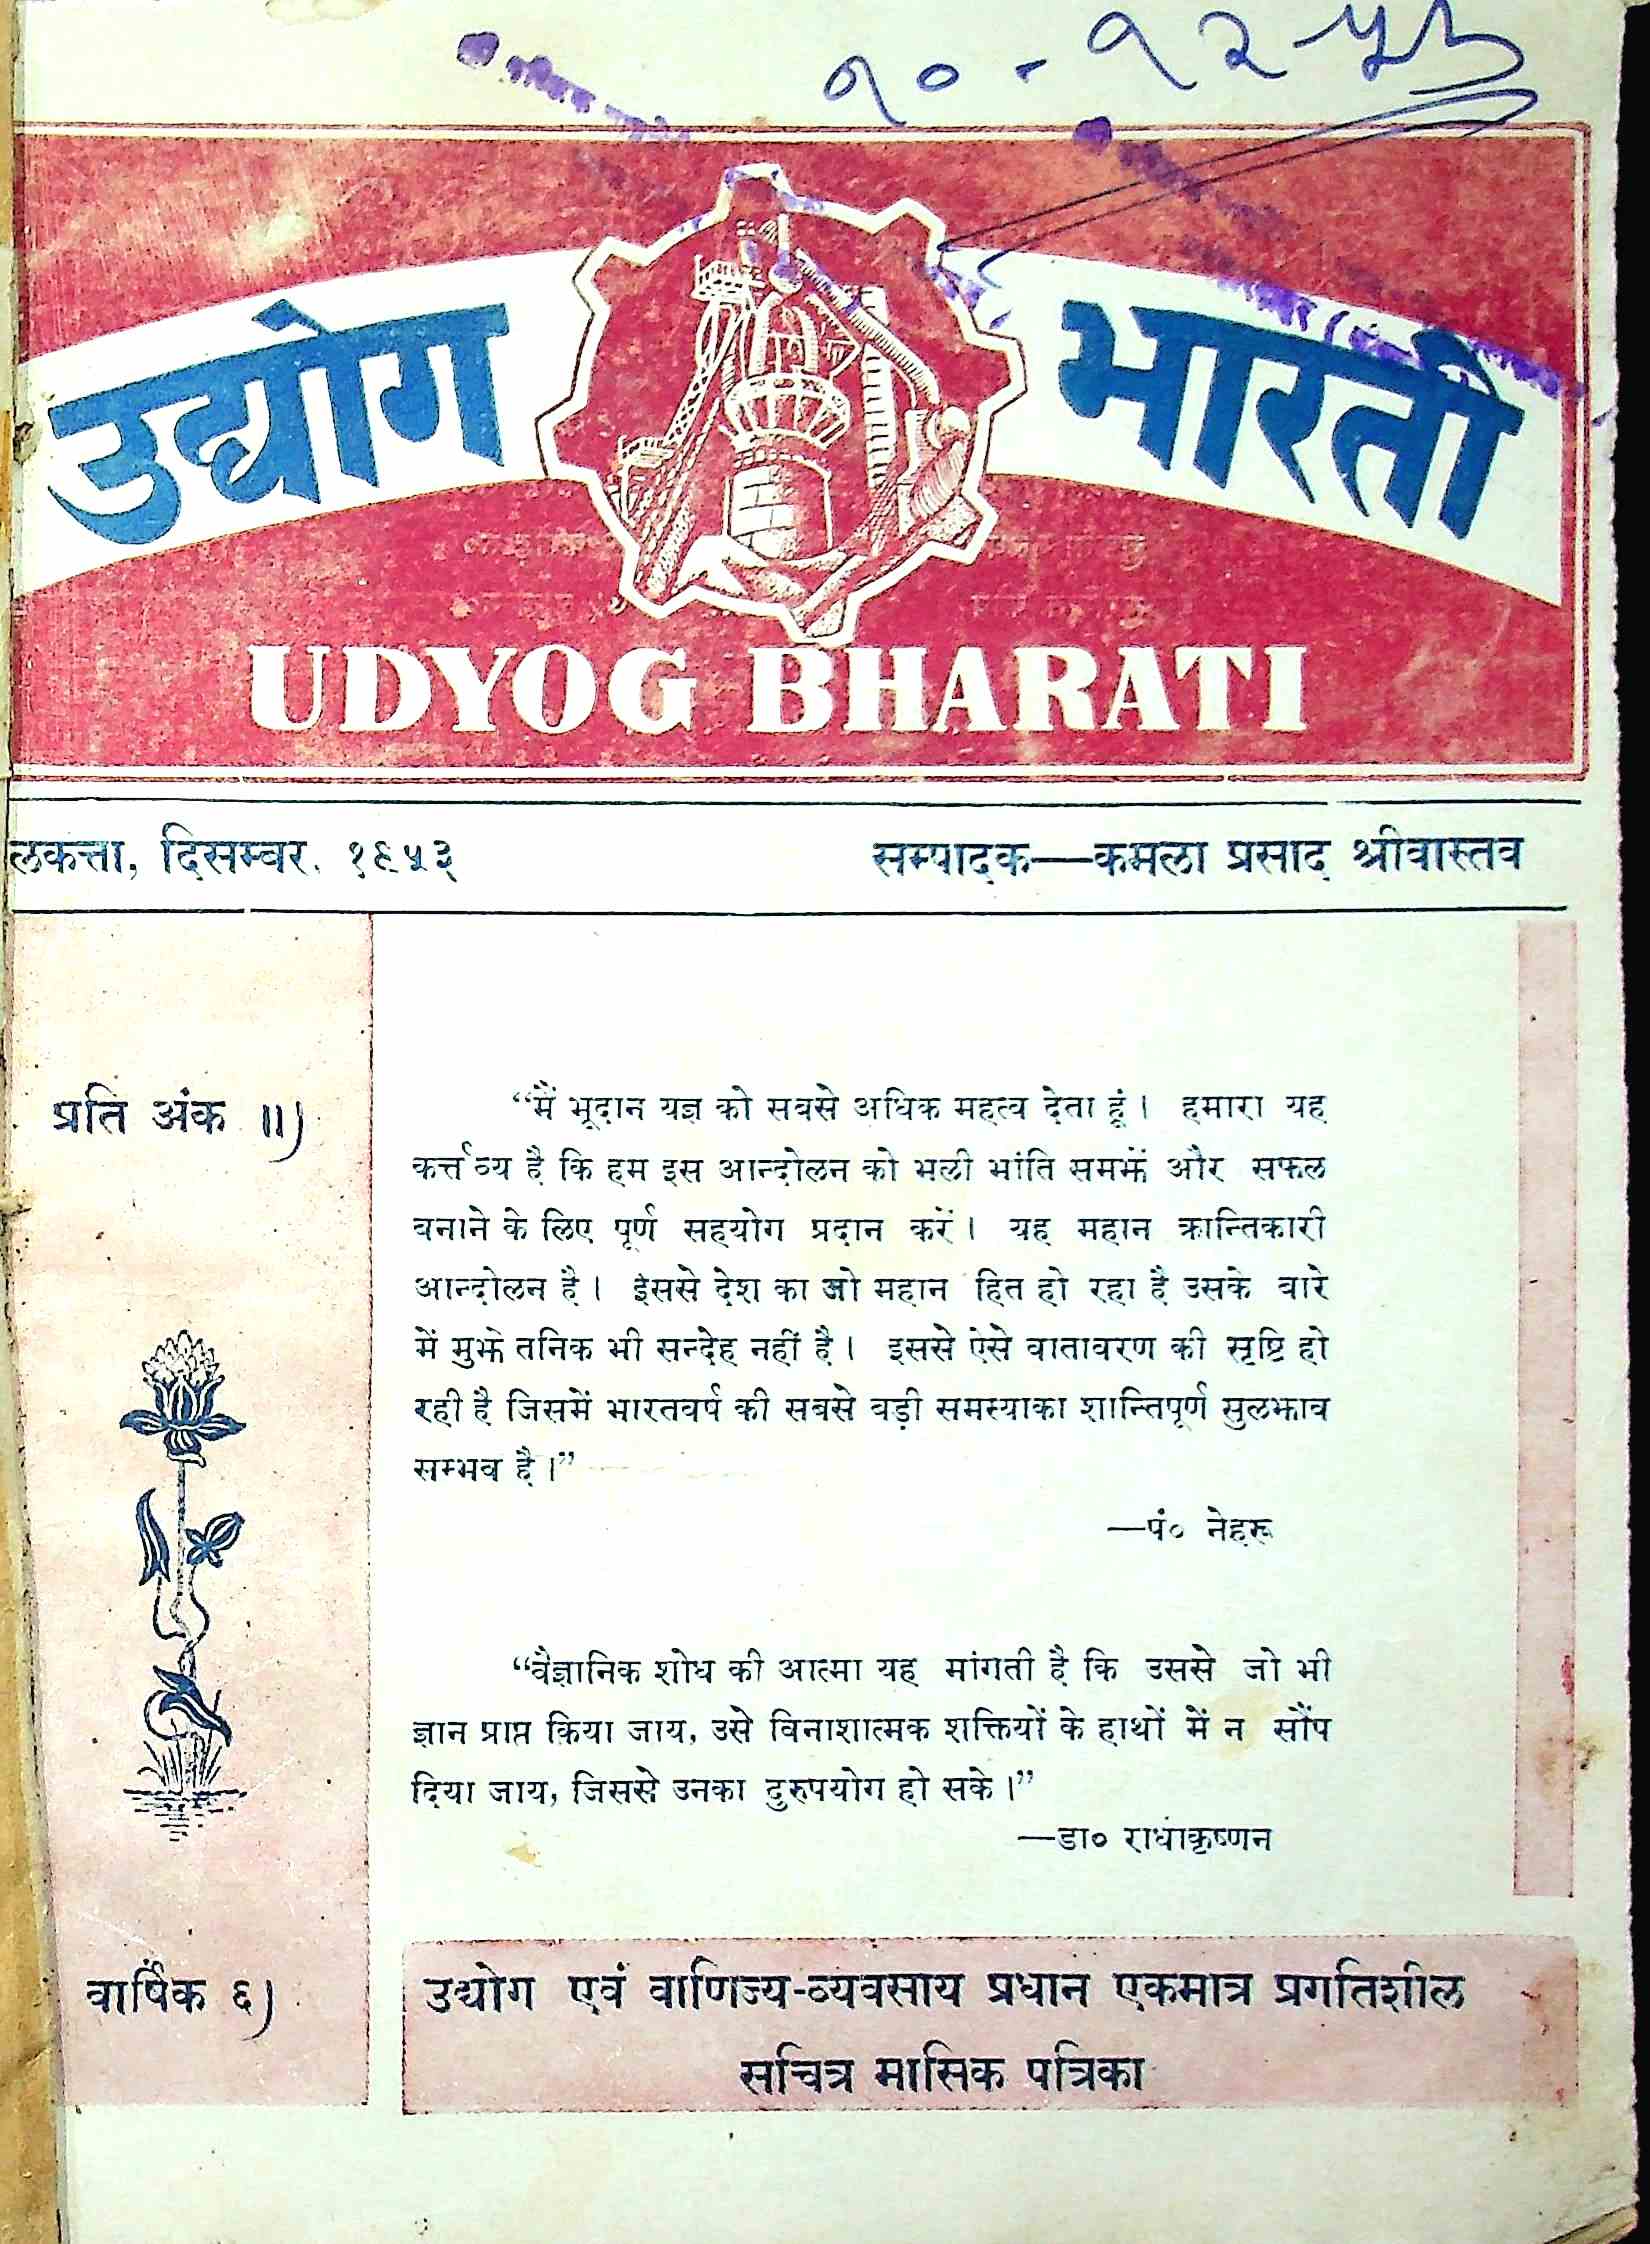 १०-१२ ५३
उद्योग भारती
UDYOG BHARATI
लकत्ता, दिसम्बर, १९५३ सम्पादक—कमला प्रसाद श्रीवास्तव
प्रति अंक ॥)
“मैं भूदान यज्ञ को सबसे अधिक महत्व देता हूं। हमारा यह
कर्त्तव्य है कि हम इस आन्दोलन को भली भांति समझें और सफल
बनाने के लिए पूर्ण सहयोग प्रदान करें। यह महान क्रान्तिकारी
आन्दोलन है। इससे देश का जो महान हित हो रहा है उसके बारे
में मुझे तनिक भी सन्देह नहीं है। इससे ऐसे वातावरण की सृष्टि हो
रही है जिसमें भारतवर्ष की सबसे बड़ी समस्याका शान्तिपूर्ण सुलझाव
सम्भव है।”
—पं० नेहरू
“वैज्ञानिक शोध की आत्मा यह मांगती है कि उससे जो भी
ज्ञान प्राप्त किया जाय, उसे विनाशात्मक शक्तियों के हाथों में न सौंप
दिया जाय, जिससे उनका दुरुपयोग हो सके।”
—डा० राधाकृष्णन
वार्षिक ६)
उद्योग एवं वाणिज्य-व्यवसाय प्रधान एकमात्र प्रगतिशील
सचित्र मासिक पत्रिका